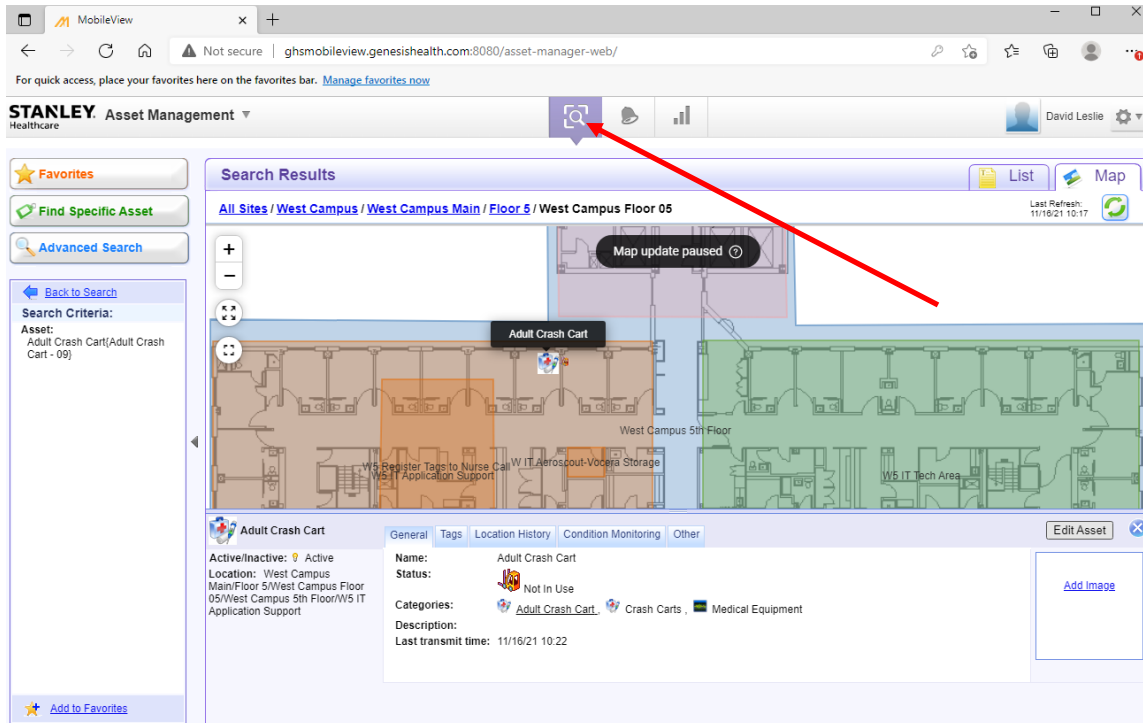 MobileView
Not secure
ghsmobileview.genesishealth.com:8080/asset-manager-web/
For quick access, place your favorites here on the favorites bar. Manage favorites now
STANLEY. Asset Management
Healthcare
David Leslie
Favorites
Find Specific Asset
Advanced Search
Back to Search
Search Criteria:
Asset:
Adult Crash Cart{Adult Crash
Cart - 09}
Add to Favorites
Search Results
List
Map
All Sites / West Campus / West Campus Main / Floor 5 / West Campus Floor 05
Last Refresh:
11/16/21 10:17
+
Map update paused ?
−
Adult Crash Cart
West Campus 5th Floor
W5 Register Tags to Nurse Call
W IT Aeroscout-Vocera Storage
W5 IT Application Support
W5 IT Tech Area
Adult Crash Cart
Active/Inactive: Active
Location: West Campus
Main/Floor 5/West Campus Floor
05/West Campus 5th Floor/W5 IT
Application Support
General Tags Location History Condition Monitoring Other
Edit Asset
Name: Adult Crash Cart
Status: Not In Use
Categories: Adult Crash Cart , Crash Carts , Medical Equipment
Description:
Last transmit time: 11/16/21 10:22
Add Image